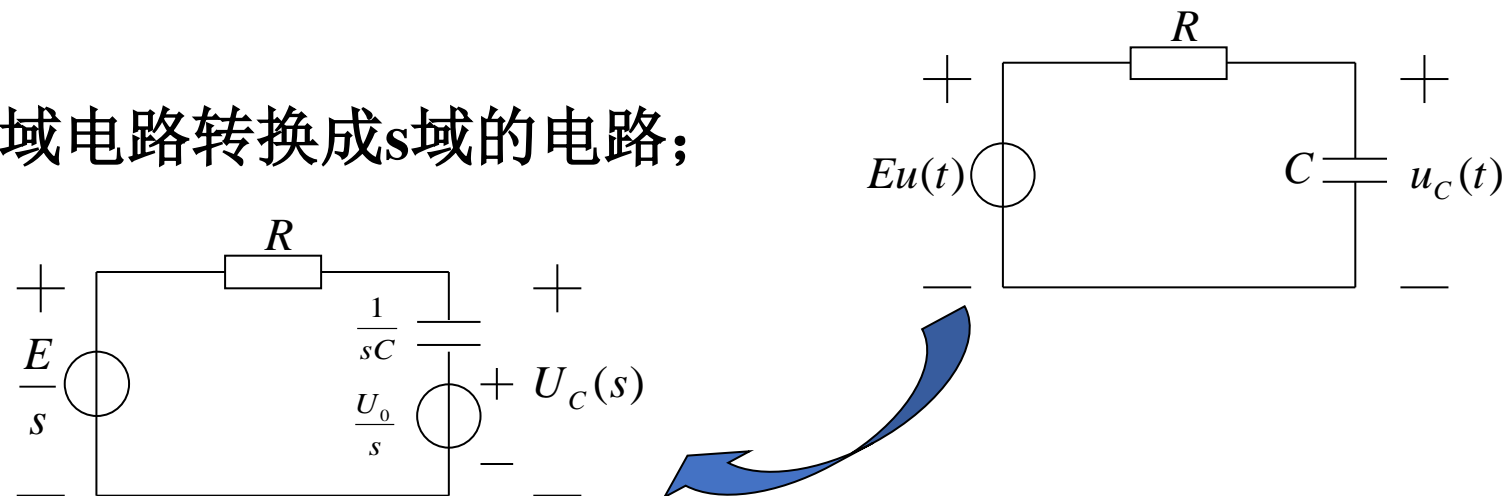 域电路转换成s域的电路；
R
+ +
Eu(t) C u_C(t)
— —
R
+ +
E/s 1/sC
U_0/s + U_C(s)
—
— —